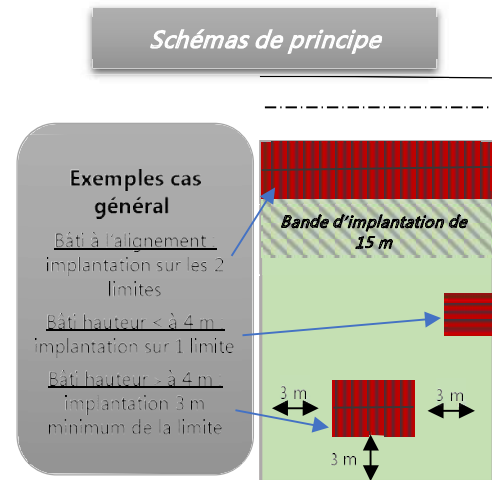 Schémas de principe
Exemples cas
général
Bâti à l'alignement
implantation sur les 2
limites
Bâti hauteur < à 4 m
implantation sur 1 limite
Bâti hauteur > à 4 m
implantation 3 m
minimum de la limite
Bande d'implantation de
15 m
3 m
3 m
3 m